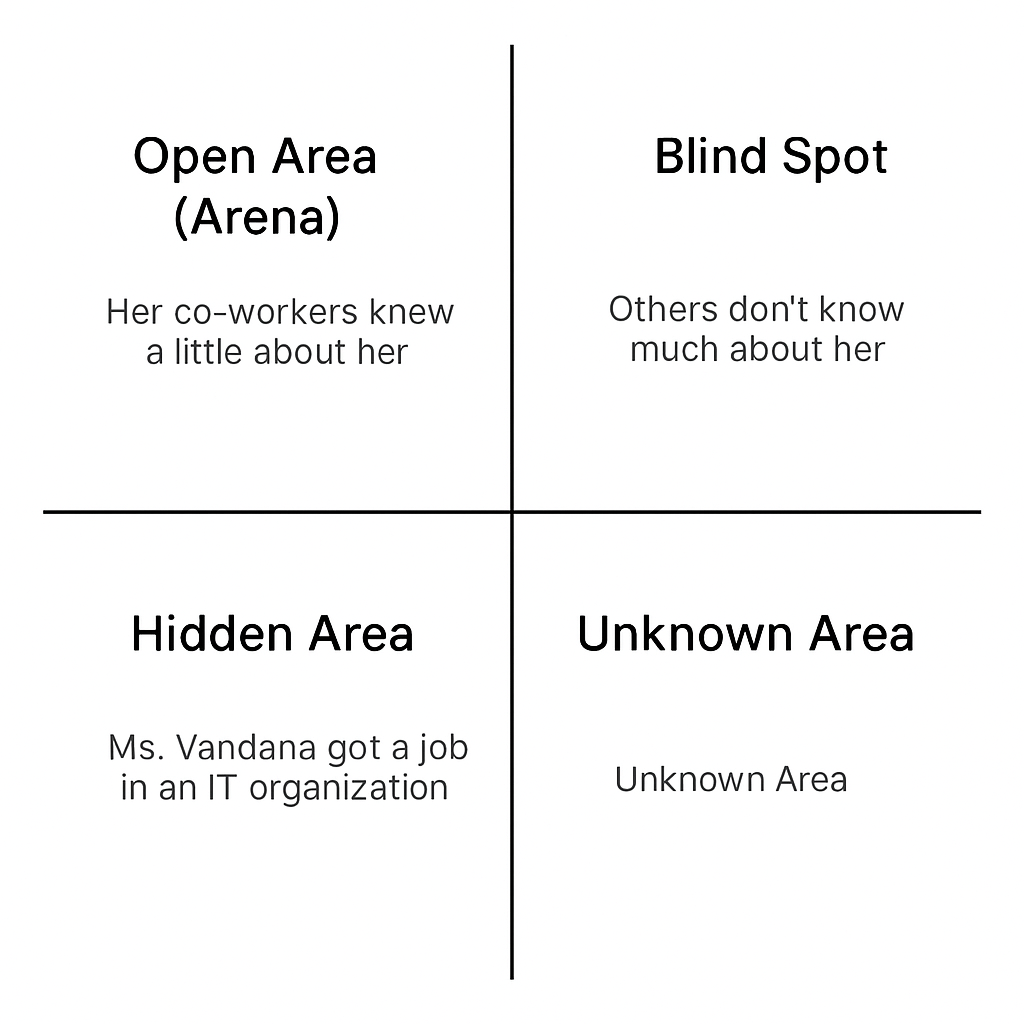 Open Area
(Arena)
Her co-workers knew
a little about her
Blind Spot
Others don't know
much about her
Hidden Area
Ms. Vandana got a job
in an IT organization
Unknown Area
Unknown Area